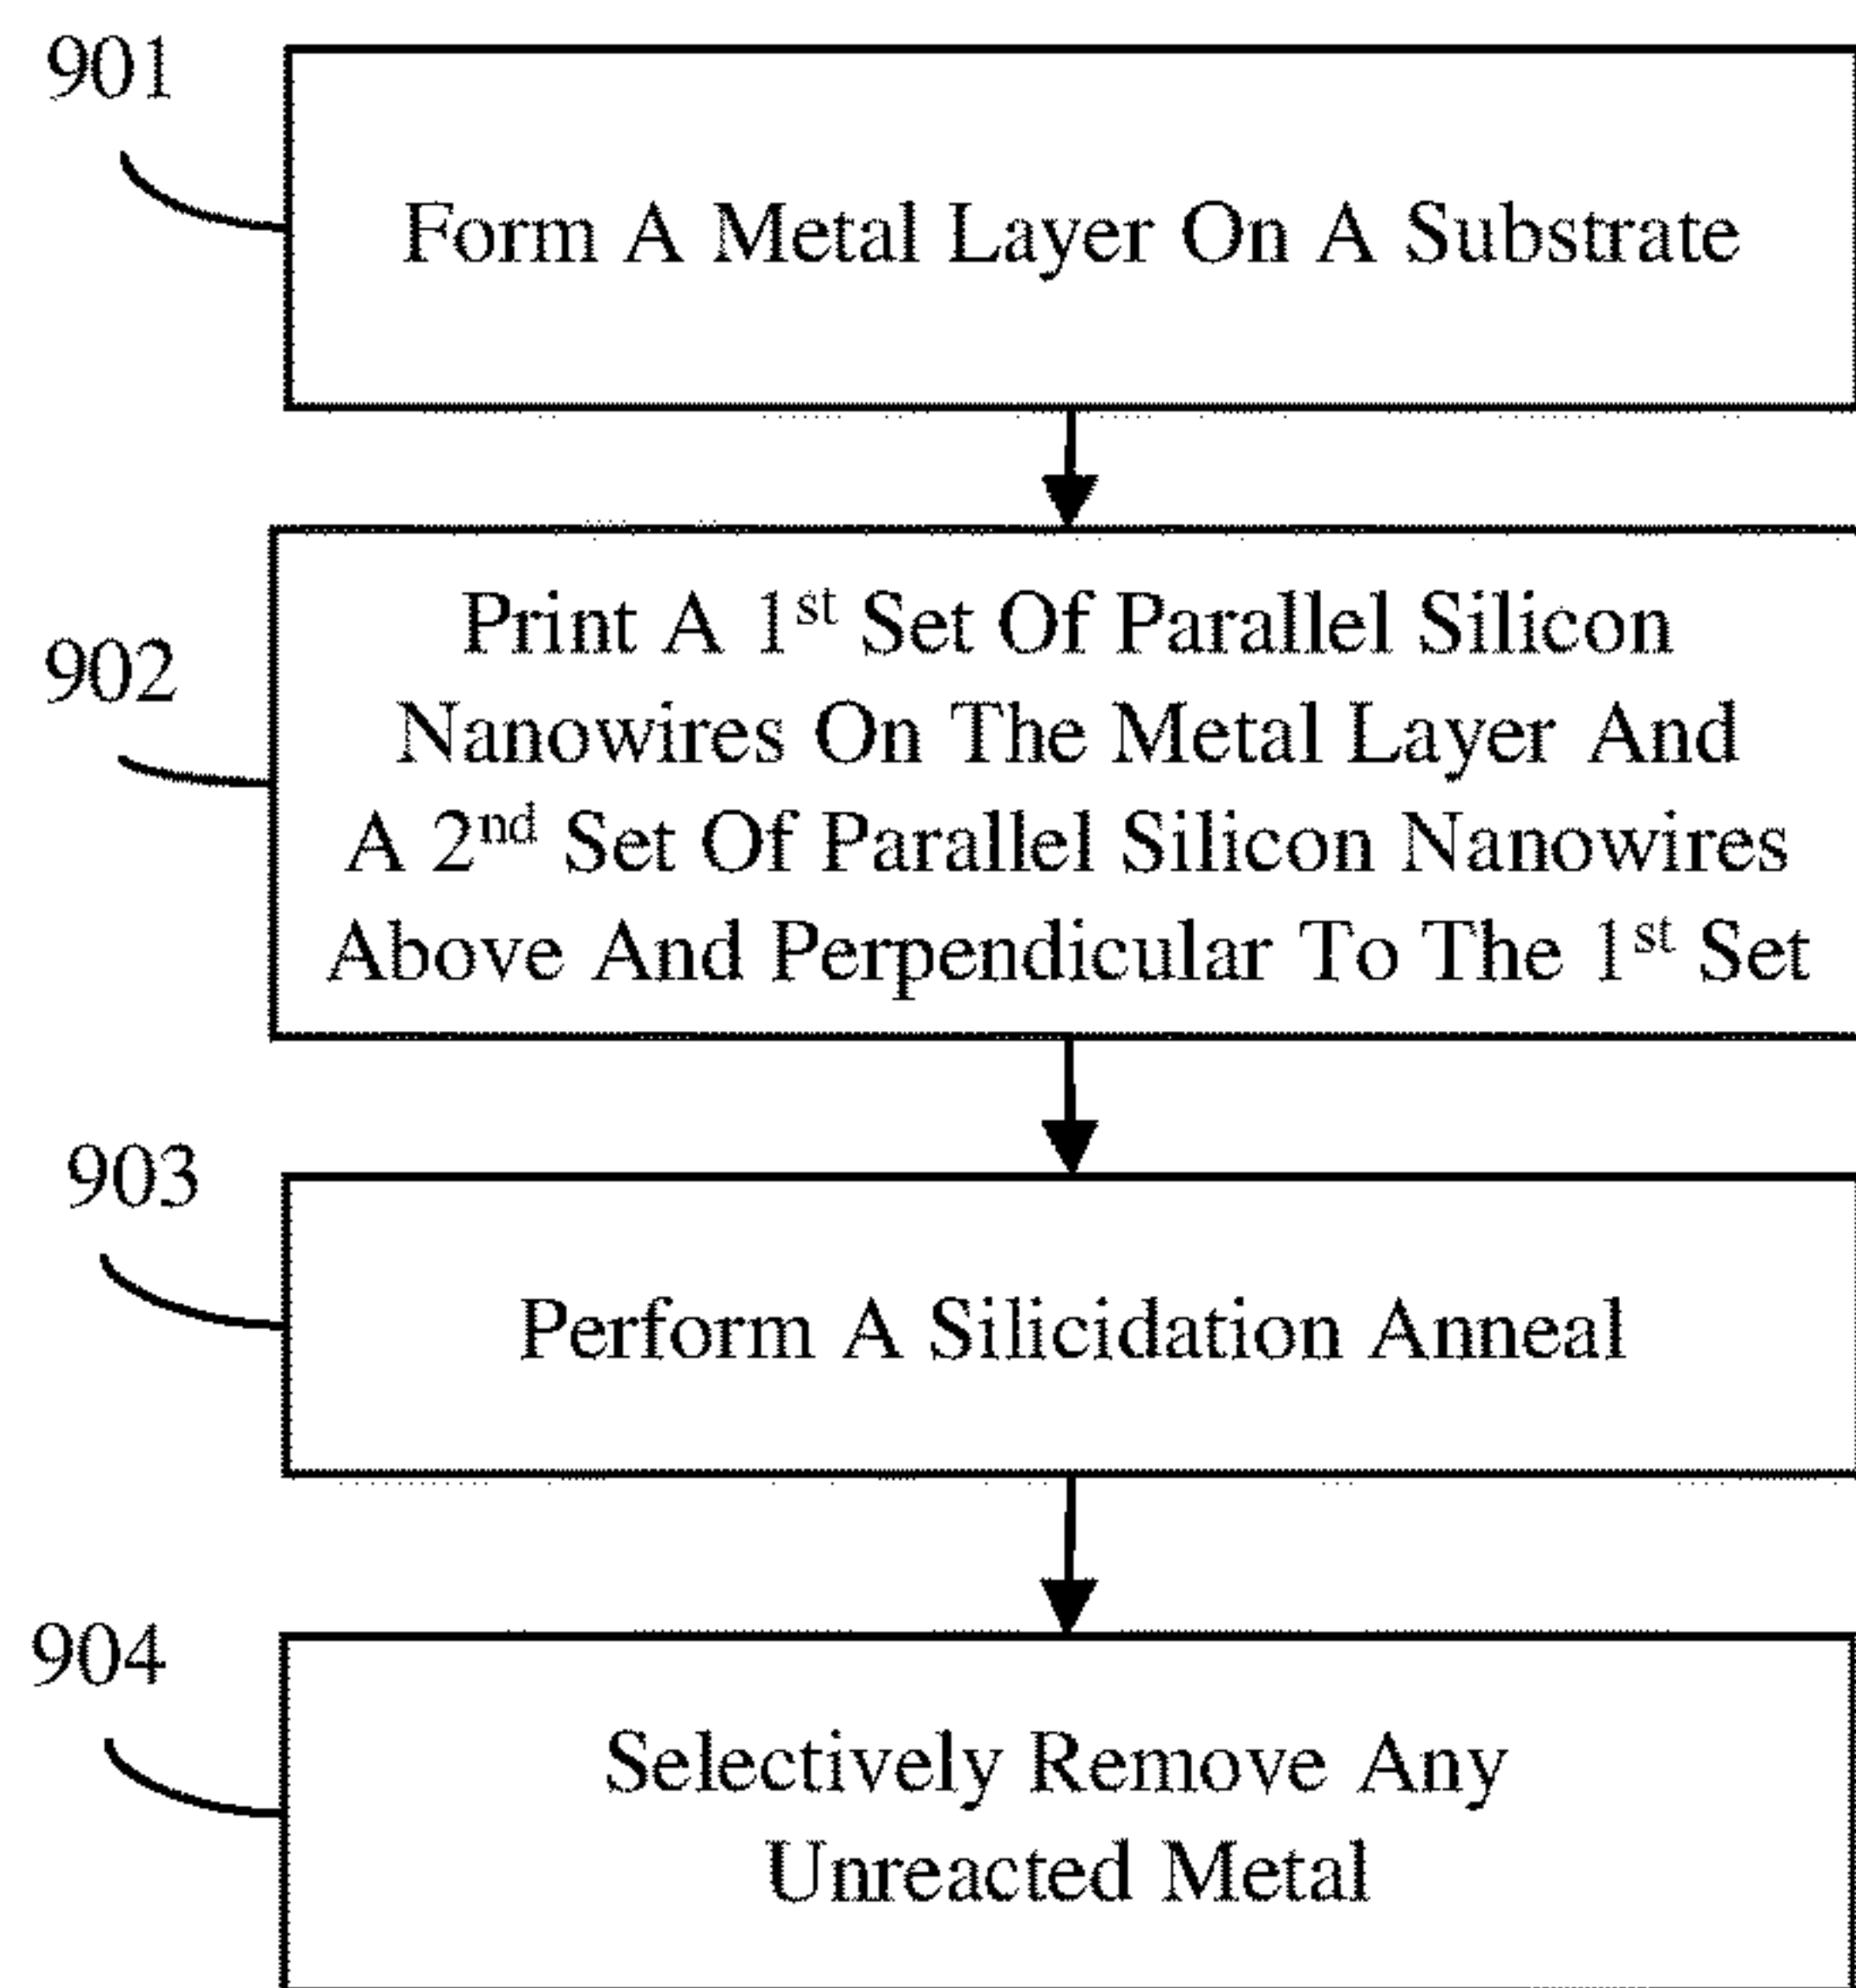 901
Form A Metal Layer On A Substrate
902
Print A 1st Set Of Parallel Silicon
Nanowires On The Metal Layer And
A 2nd Set Of Parallel Silicon Nanowires
Above And Perpendicular To The 1st Set
903
Perform A Silicidation Anneal
904
Selectively Remove Any
Unreacted Metal